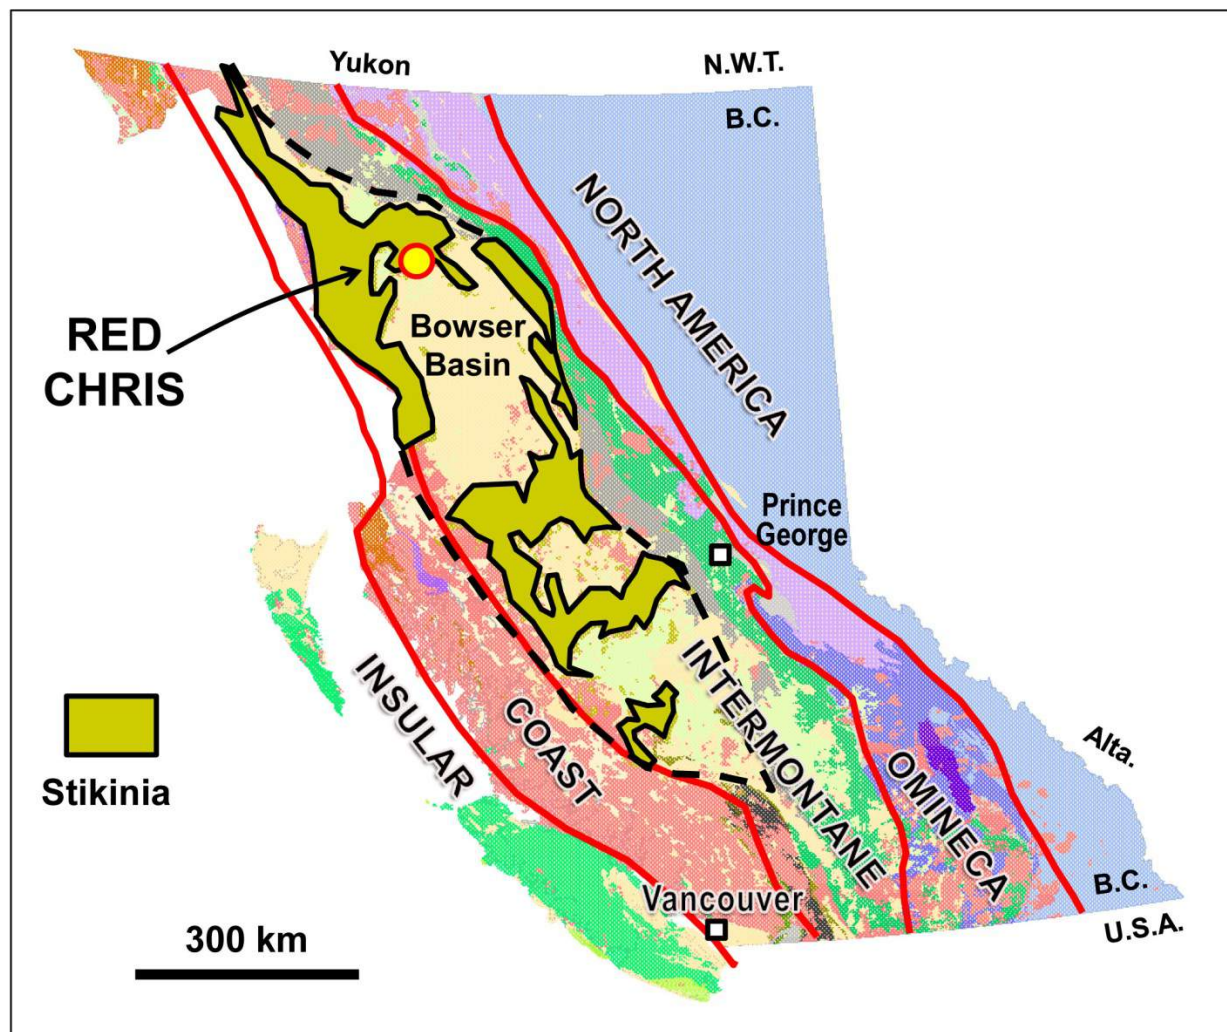 Yukon
N.W.T.
B.C.
NORTH AMERICA
RED
CHRIS
Bowser
Basin
Prince
George
INSULAR
COAST
INTERMONTANE
OMINECA
Stikinia
Alta.
Vancouver
B.C.
U.S.A.
300 km